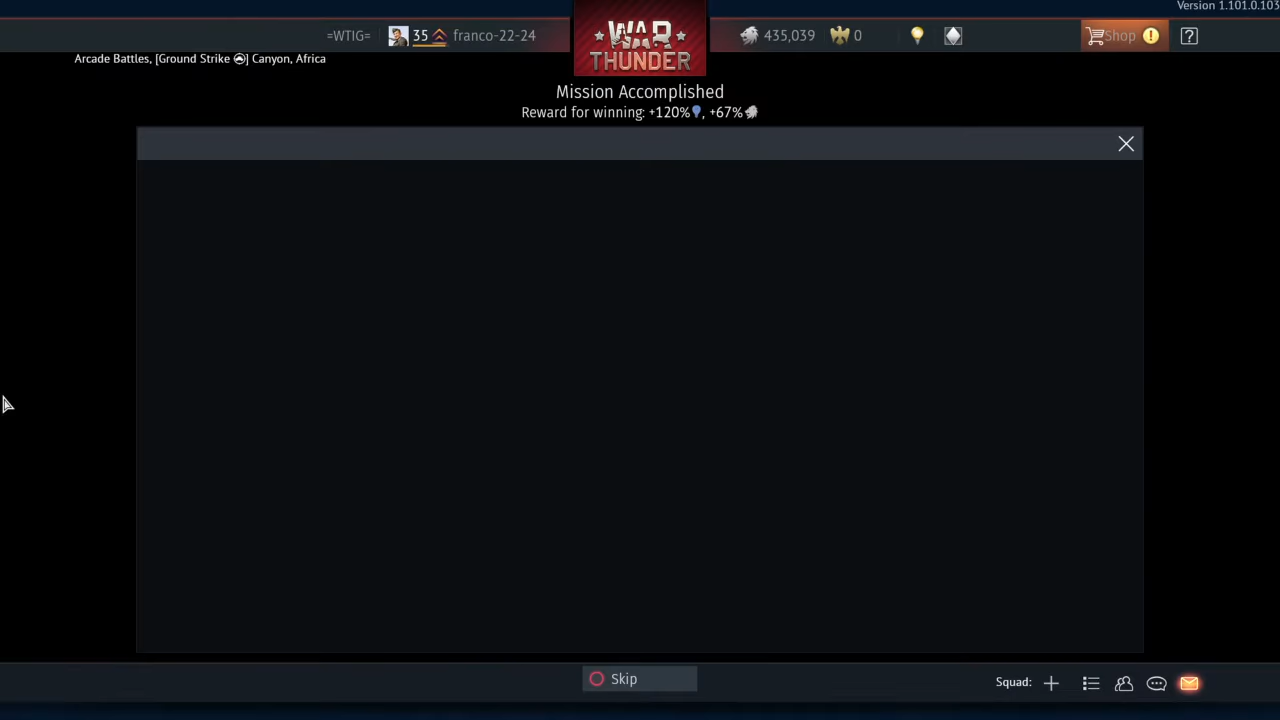 Version 1.101.0.103
=WTIG= 35 franco-22-24 WAR THUNDER 435,039 0 Shop ! ?
Arcade Battles, [Ground Strike] Canyon, Africa
Mission Accomplished
Reward for winning: +120%, +67%
Skip
Squad: